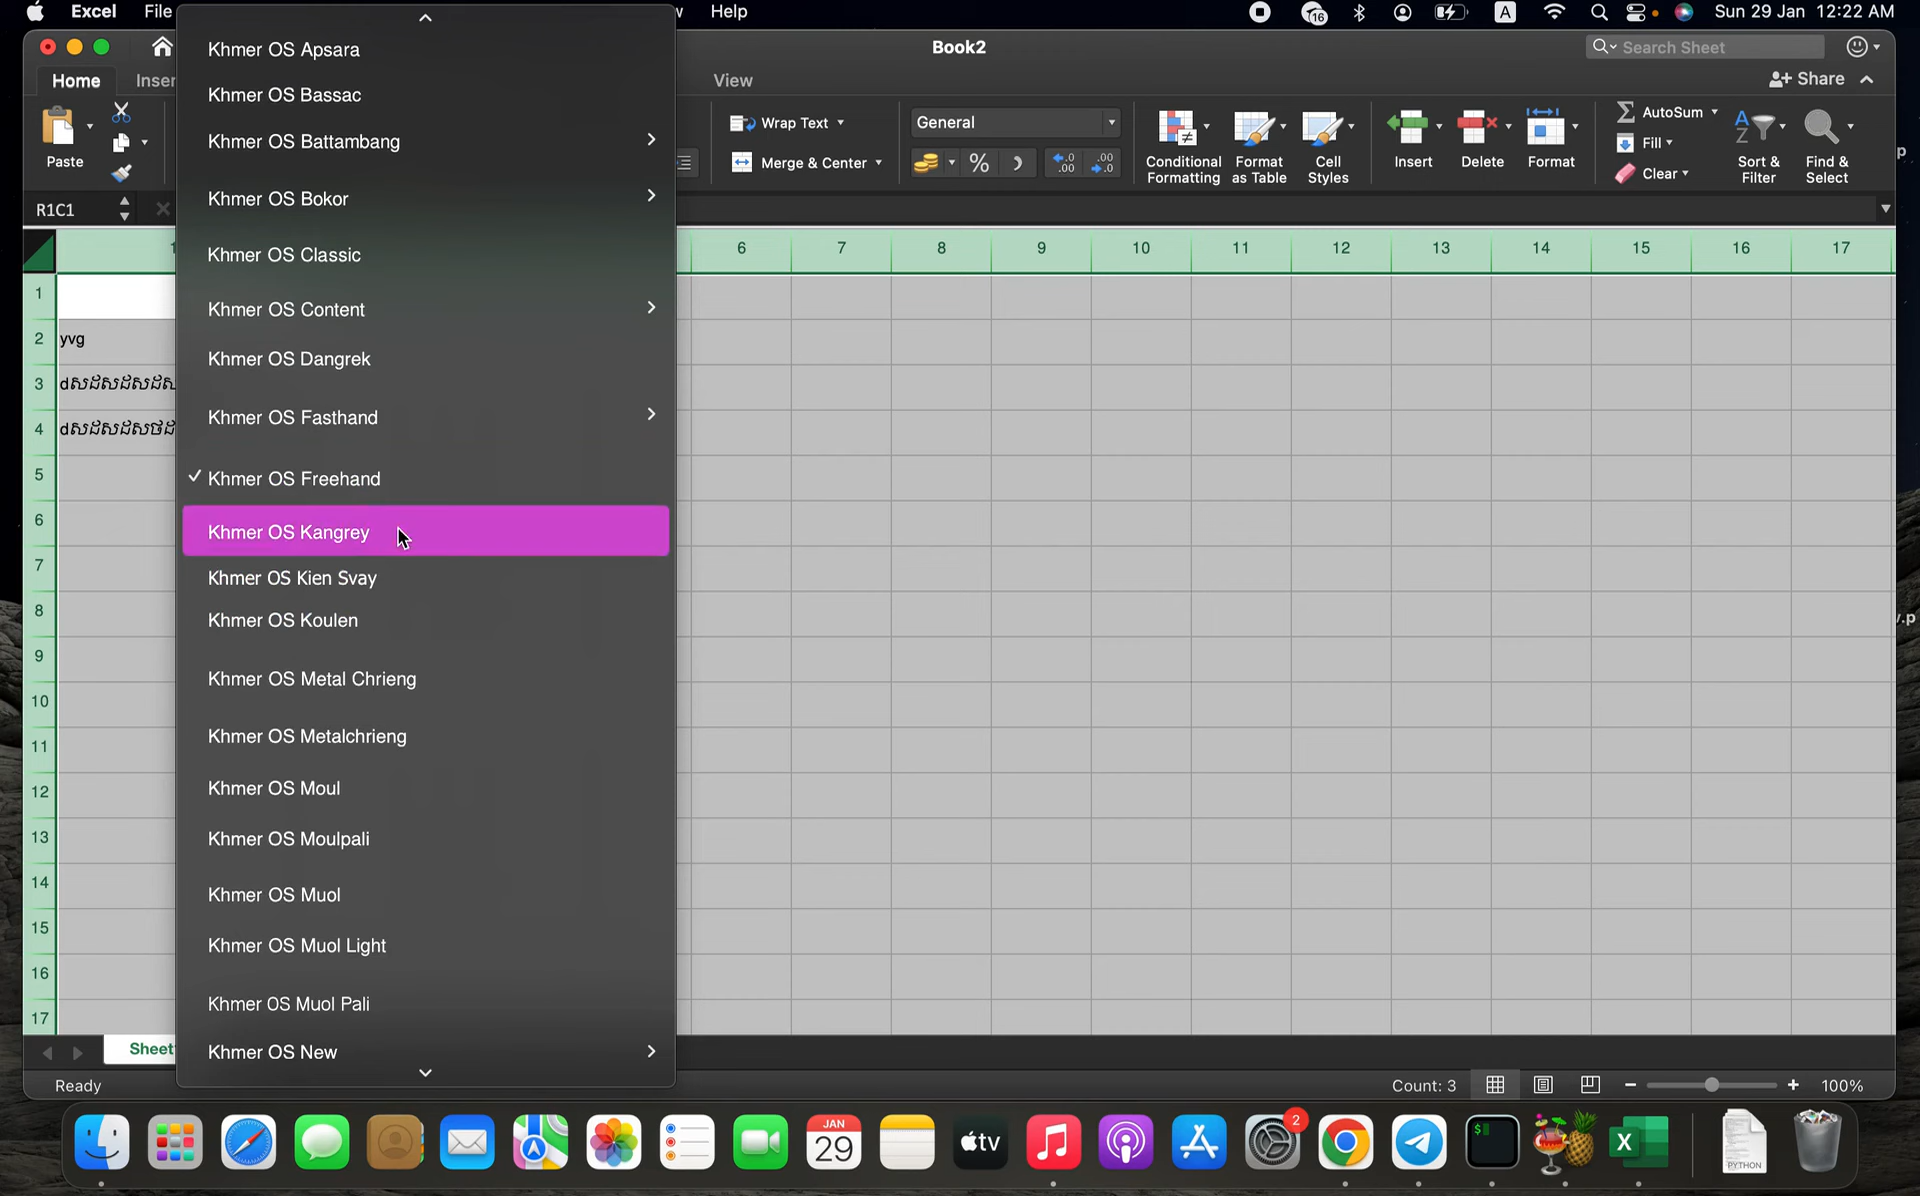 Excel File Help
16
A
Sun 29 Jan 12:22 AM
Book2
Search Sheet
Home View
Share
Paste
Wrap Text
Merge & Center
General
Conditional Formatting
Format as Table
Cell Styles
Insert
Delete
Format
AutoSum
Fill
Clear
Sort & Filter
Find & Select
R1C1
6 7 8 9 10 11 12 13 14 15 16 17
1
2 yvg
3
4
5
6
7
8
9
10
11
12
13
14
15
16
17
Khmer OS Apsara
Khmer OS Bassac
Khmer OS Battambang
Khmer OS Bokor
Khmer OS Classic
Khmer OS Content
Khmer OS Dangrek
Khmer OS Fasthand
Khmer OS Freehand
Khmer OS Kangrey
Khmer OS Kien Svay
Khmer OS Koulen
Khmer OS Metal Chrieng
Khmer OS Metalchrieng
Khmer OS Moul
Khmer OS Moulpali
Khmer OS Muol
Khmer OS Muol Light
Khmer OS Muol Pali
Khmer OS New
Ready
Count: 3
100%
JAN
29
tv
2
PYTHON